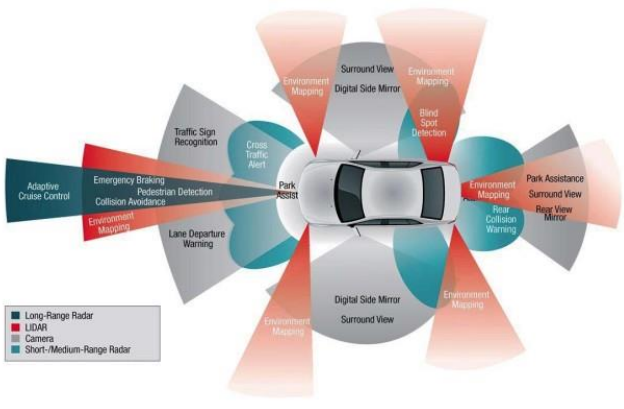 Surround View
Digital Side Mirror
Environment
Mapping
Environment
Mapping
Blind
Spot
Detection
Traffic Sign
Recognition
Cross
Traffic
Alert
Adaptive
Cruise Control
Emergency Braking
Pedestrian Detection
Collision Avoidance
Environment
Mapping
Park
Assist
Environment
Mapping
Park Assistance
Surround View
Rear View
Mirror
Rear
Collision
Warning
Lane Departure
Warning
Environment
Mapping
Digital Side Mirror
Surround View
Environment
Mapping
Long-Range Radar
LIDAR
Camera
Short-/Medium-Range Radar